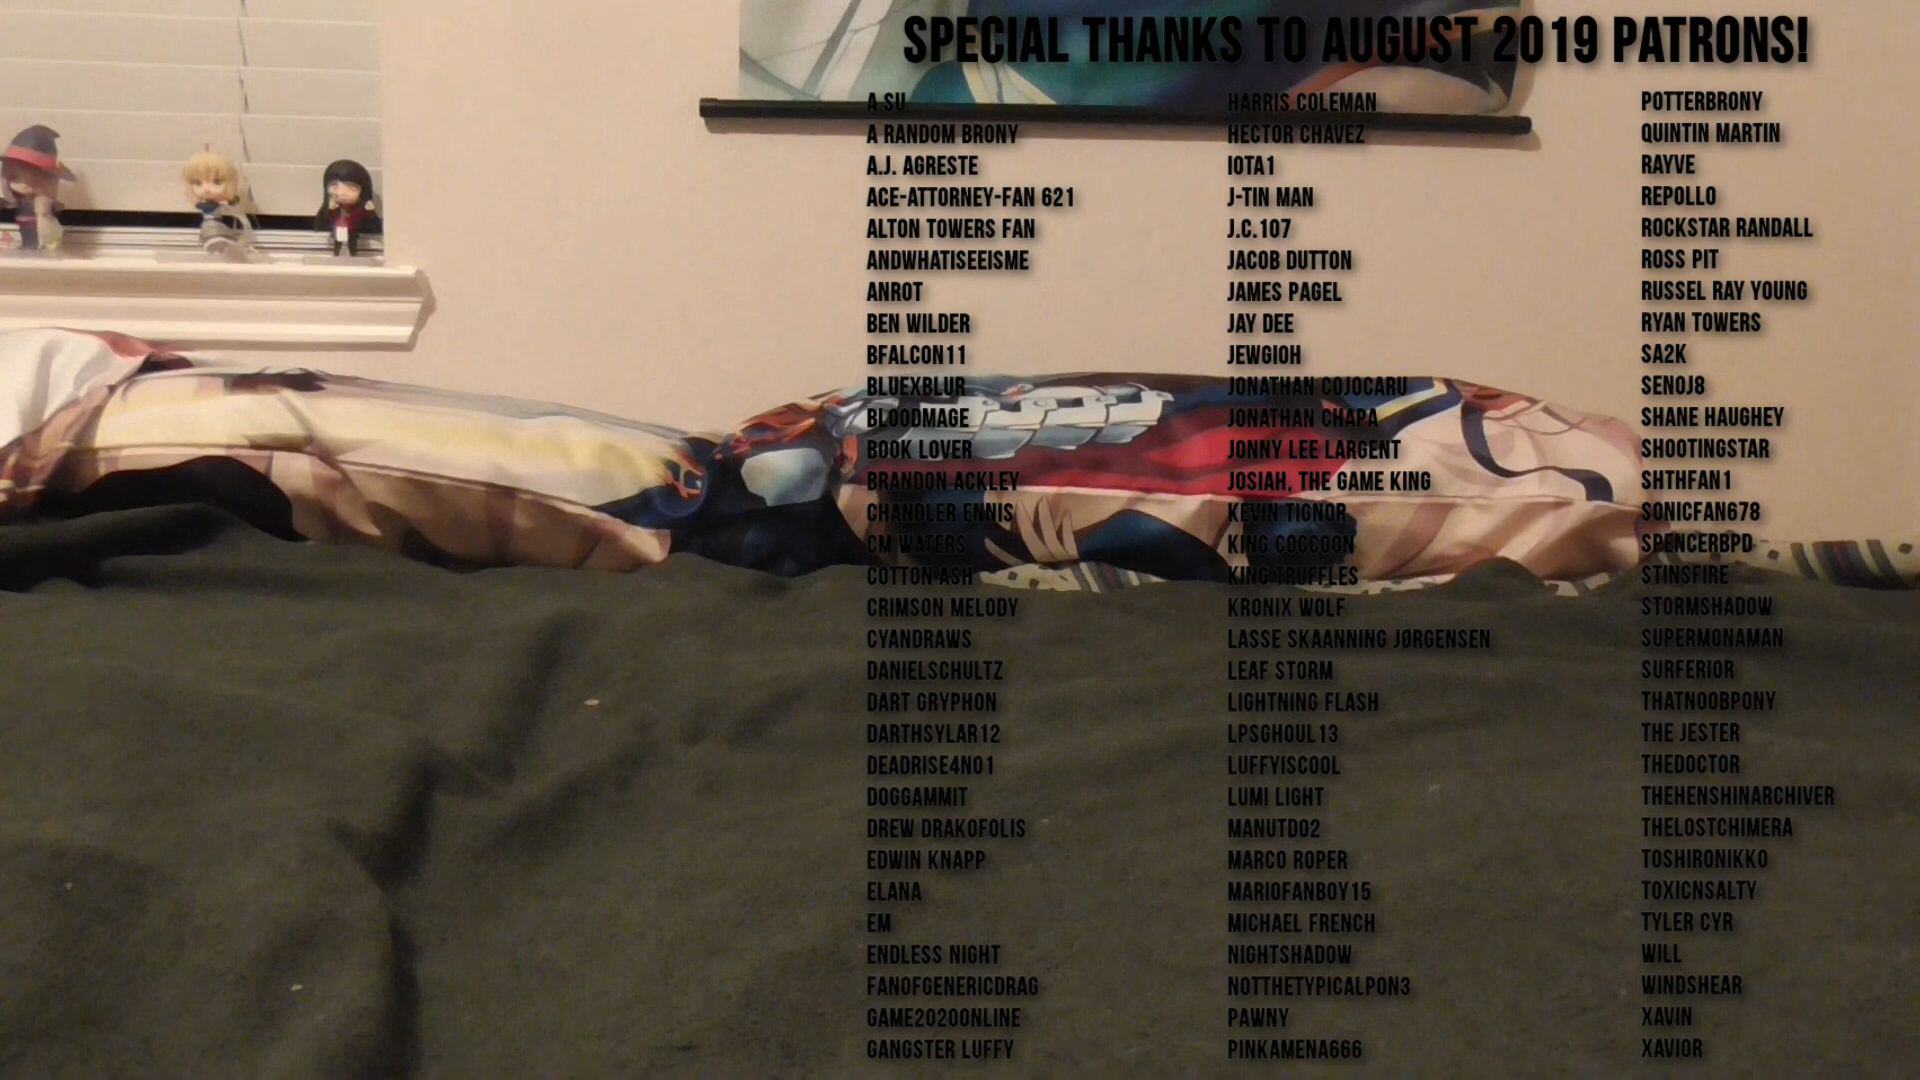 SPECIAL THANKS TO AUGUST 2019 PATRONS!
A SU
A RANDOM BRONY
A.J. AGRESTE
ACE-ATTORNEY-FAN 621
ALTON TOWERS FAN
ANDWHATISEEISME
ANROT
BEN WILDER
BFALCON11
BLUEXBLUR
BLOODMAGE
BOOK LOVER
BRANDON ACKLEY
CHANDLER ENNIS
CM WATERS
COTTON ASH
CRIMSON MELODY
CYANDRAWS
DANIELSCHULTZ
DART GRYPHON
DARTHSYLAR12
DEADRISE4NO1
DOGGAMMIT
DREW DRAKOFOLIS
EDWIN KNAPP
ELANA
EM
ENDLESS NIGHT
FANOFGENERICDRAG
GAME2020ONLINE
GANGSTER LUFFY
HARRIS COLEMAN
HECTOR CHAVEZ
IOTA1
J-TIN MAN
J.C.107
JACOB DUTTON
JAMES PAGEL
JAY DEE
JEWGIOH
JONATHAN COJOCARU
JONATHAN CHAPA
JONNY LEE LARGENT
JOSIAH, THE GAME KING
KEVIN TIGNOR
KING COCCOON
KING TRUFFLES
KRONIX WOLF
LASSE SKAANNING JØRGENSEN
LEAF STORM
LIGHTNING FLASH
LPSGHOUL13
LUFFYISCOOL
LUMI LIGHT
MANUTD02
MARCO ROPER
MARIOFANBOY15
MICHAEL FRENCH
NIGHTSHADOW
NOTTHETYPICALPON3
PAWNY
PINKAMENA666
POTTERBRONY
QUINTIN MARTIN
RAYVE
REPOLLO
ROCKSTAR RANDALL
ROSS PIT
RUSSEL RAY YOUNG
RYAN TOWERS
SA2K
SENOJ8
SHANE HAUGHEY
SHOOTINGSTAR
SHTHFAN1
SONICFAN678
SPENCERBPD
STINSFIRE
STORMSHADOW
SUPERMONAMAN
SURFERIOR
THATNOOBPONY
THE JESTER
THEDOCTOR
THEHENSHINARCHIVER
THELOSTCHIMERA
TOSHIRONIKKO
TOXICNSALTY
TYLER CYR
WILL
WINDSHEAR
XAVIN
XAVIOR